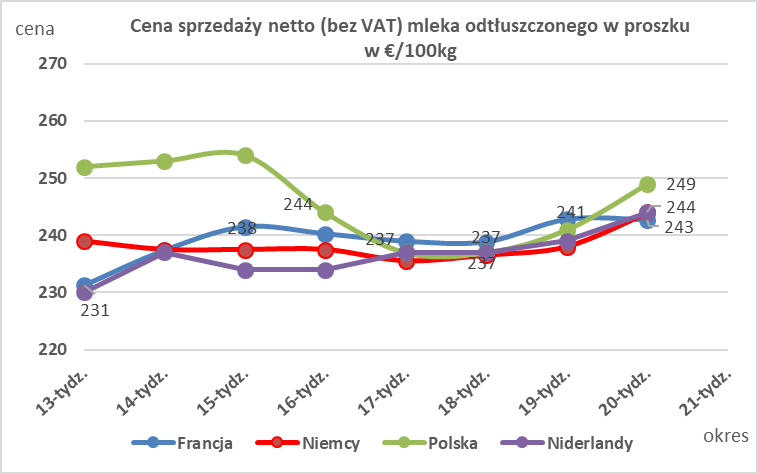 cena
Cena sprzedaży netto (bez VAT) mleka odtłuszczonego w proszku
w €/100kg
270
260
250
240
230
220
231
238
244
237
237
237
241
249
244
243
13-tydz.
14-tydz.
15-tydz.
16-tydz.
17-tydz.
18-tydz.
19-tydz.
20-tydz.
21-tydz.
okres
Francja Niemcy Polska Niderlandy